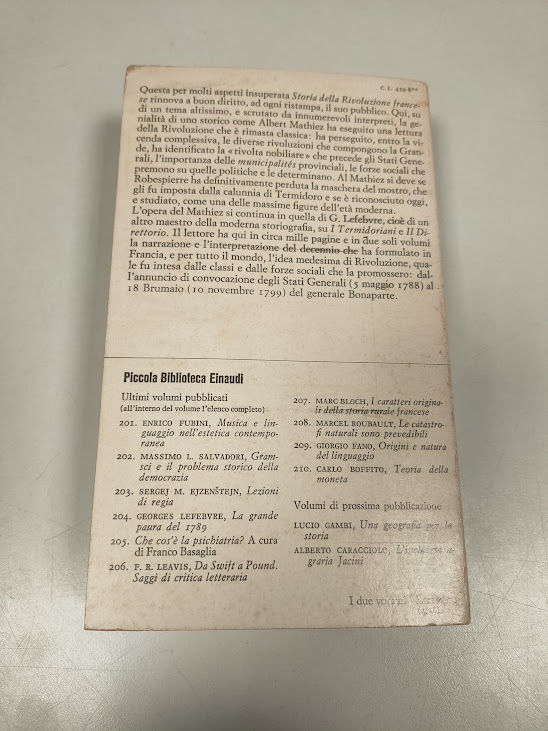 C. L. 479-8
Questa per molti aspetti insuperata Storia della Rivoluzione france-
se rinnova a buon diritto, ad ogni ristampa, il suo pubblico. Qui, su
di un tema altissimo, e scrutato da innumerevoli interpreti, la ge-
nialità di uno storico come Albert Mathiez ha eseguito una lettura
della Rivoluzione che è rimasta classica: ha perseguito, entro la vi-
cenda complessiva, le diverse rivoluzioni che compongono la Gran-
de, ha identificato la «rivolta nobiliare» che precede gli Stati Gene-
rali, l'importanza delle municipalités provinciali, le forze sociali che
premono su quelle politiche e le determinano. Al Mathiez si deve se
Robespierre ha definitivamente perduta la maschera del mostro, che
gli fu imposta dalla calunnia di Termidoro e se è riconosciuto oggi,
e studiato, come una delle massime figure dell'età moderna.
L'opera del Mathiez si continua in quella di G. Lefebvre, cioè di un
altro maestro della moderna storiografia, su I Termidoriani e Il Di-
rettorio. Il lettore ha qui in circa mille pagine e in due soli volumi
la narrazione e l'interpretazione del decennio che ha formulato in
Francia, e per tutto il mondo, l'idea medesima di Rivoluzione, qua-
le fu intesa dalle classi e dalle forze sociali che la promossero: dal-
l'annuncio di convocazione degli Stati Generali (5 maggio 1788) al
18 Brumaio (10 novembre 1799) del generale Bonaparte.
Piccola Biblioteca Einaudi
Ultimi volumi pubblicati
(all'interno del volume l'elenco completo)
201. ENRICO FUBINI, Musica e lin-
guaggio nell'estetica contempo-
ranea
202. MASSIMO L. SALVADORI, Gram-
sci e il problema storico della
democrazia
203. SERGEJ M. EJZENŠTEJN, Lezioni
di regia
204. GEORGES LEFEBVRE, La grande
paura del 1789
205. Che cos'è la psichiatria? A cura
di Franco Basaglia
206. F. R. LEAVIS, Da Swift a Pound.
Saggi di critica letteraria
207. MARC BLOCH, I caratteri origina-
li della storia rurale francese
208. MARCEL ROUBAULT, Le catastro-
fi naturali sono prevedibili
209. GIORGIO FANO, Origini e natura
del linguaggio
210. CARLO BOFFITO, Teoria della
moneta
Volumi di prossima pubblicazione
LUCIO GAMBI, Una geografia per la
storia
ALBERTO CARACCIOLO, L'inchiesta a-
graria Jacini
I due